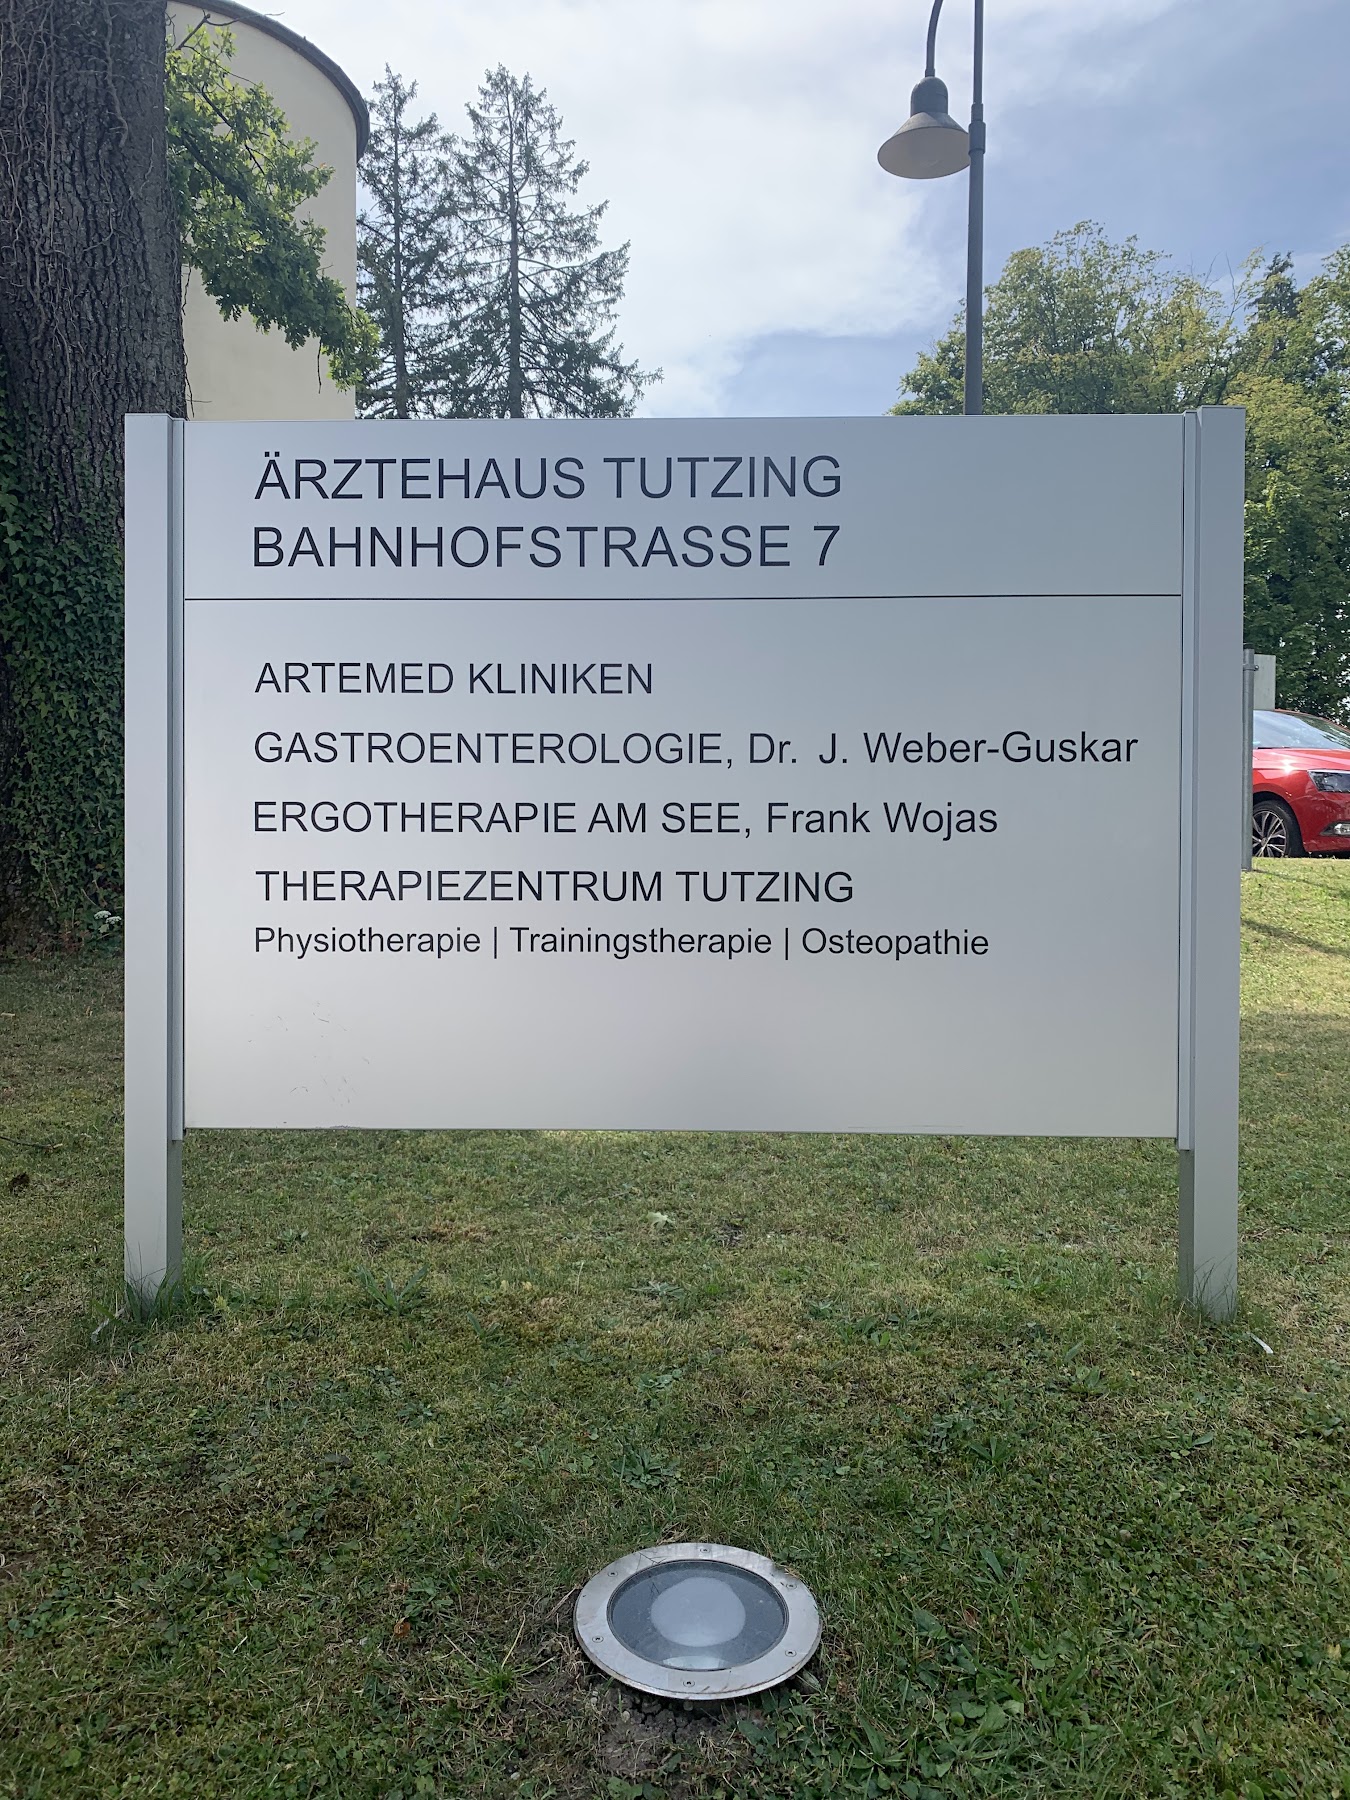 ÄRZTEHAUS TUTZING
BAHNHOFSTRASSE 7
ARTEMED KLINIKEN
GASTROENTEROLOGIE, Dr. J. Weber-Guskar
ERGOTHERAPIE AM SEE, Frank Wojas
THERAPIEZENTRUM TUTZING
Physiotherapie | Trainingstherapie | Osteopathie